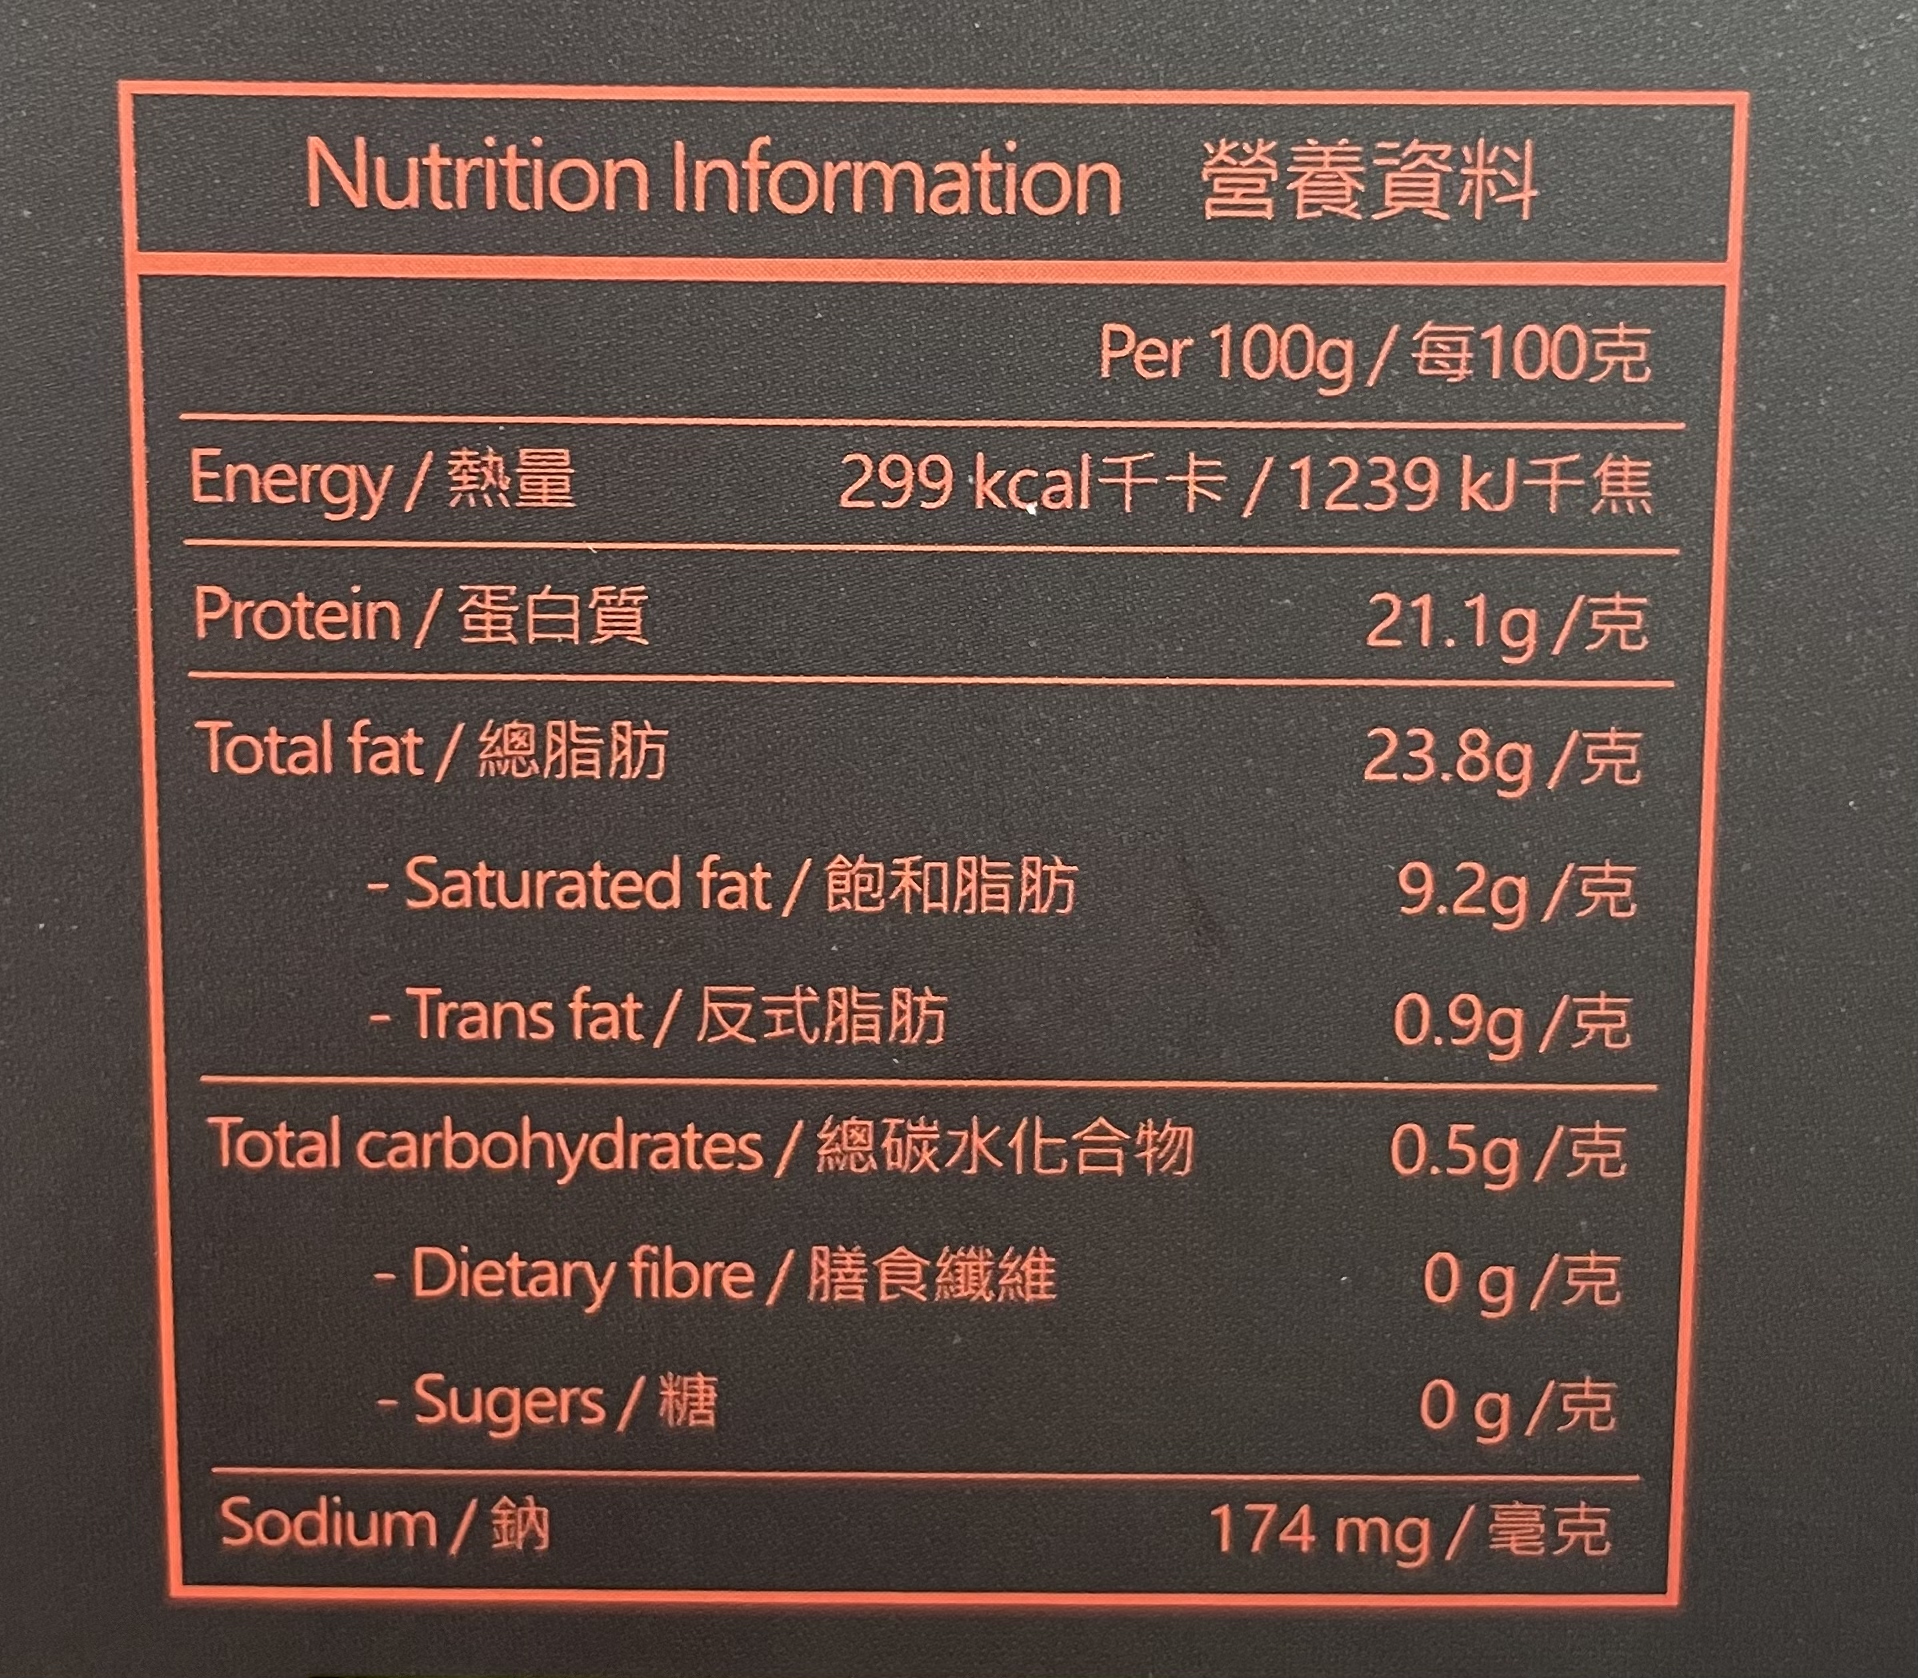 Nutrition Information 營養資料
Per 100g / 每100克
Energy / 熱量 299 kcal千卡 / 1239 kJ千焦
Protein / 蛋白質 21.1g /克
Total fat / 總脂肪 23.8g /克
- Saturated fat / 飽和脂肪 9.2g /克
- Trans fat / 反式脂肪 0.9g /克
Total carbohydrates / 總碳水化合物 0.5g /克
- Dietary fibre / 膳食纖維 0 g /克
- Sugers / 糖 0 g /克
Sodium / 鈉 174 mg / 毫克